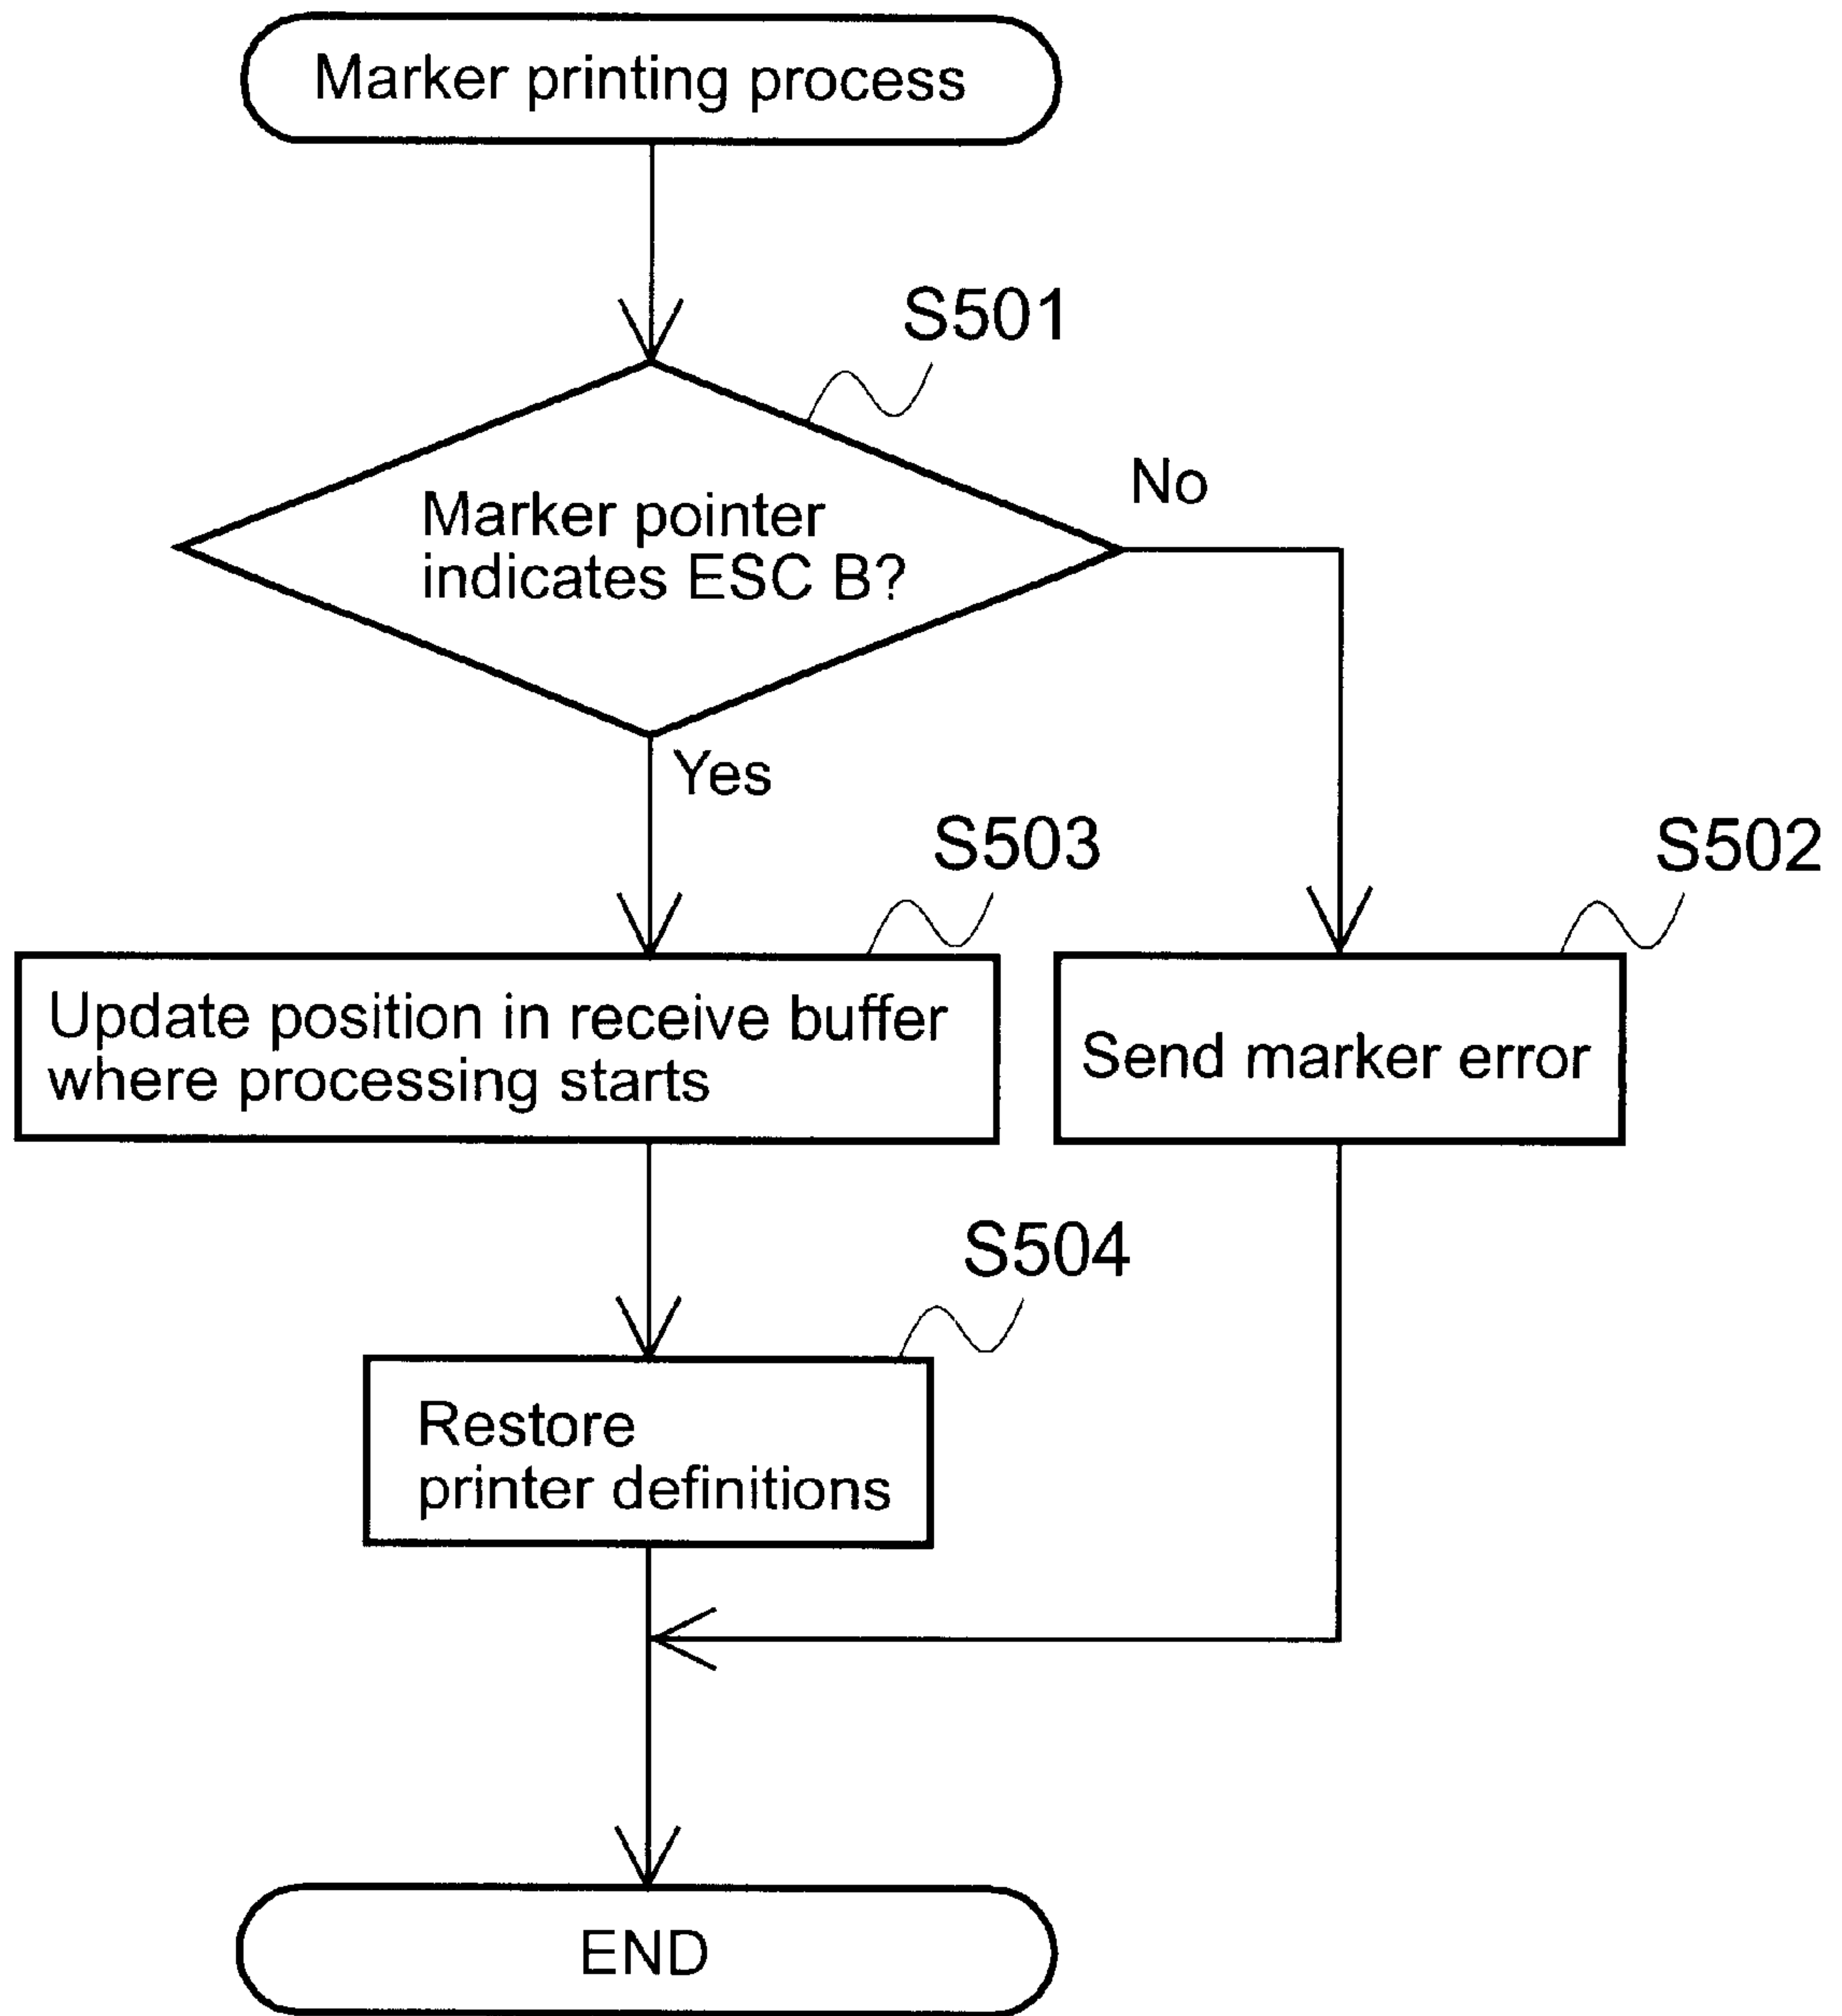 Marker printing process
S501
No
Marker pointer
indicates ESC B?
Yes
S503
S502
Update position in receive buffer
where processing starts
Send marker error
S504
Restore
printer definitions
END